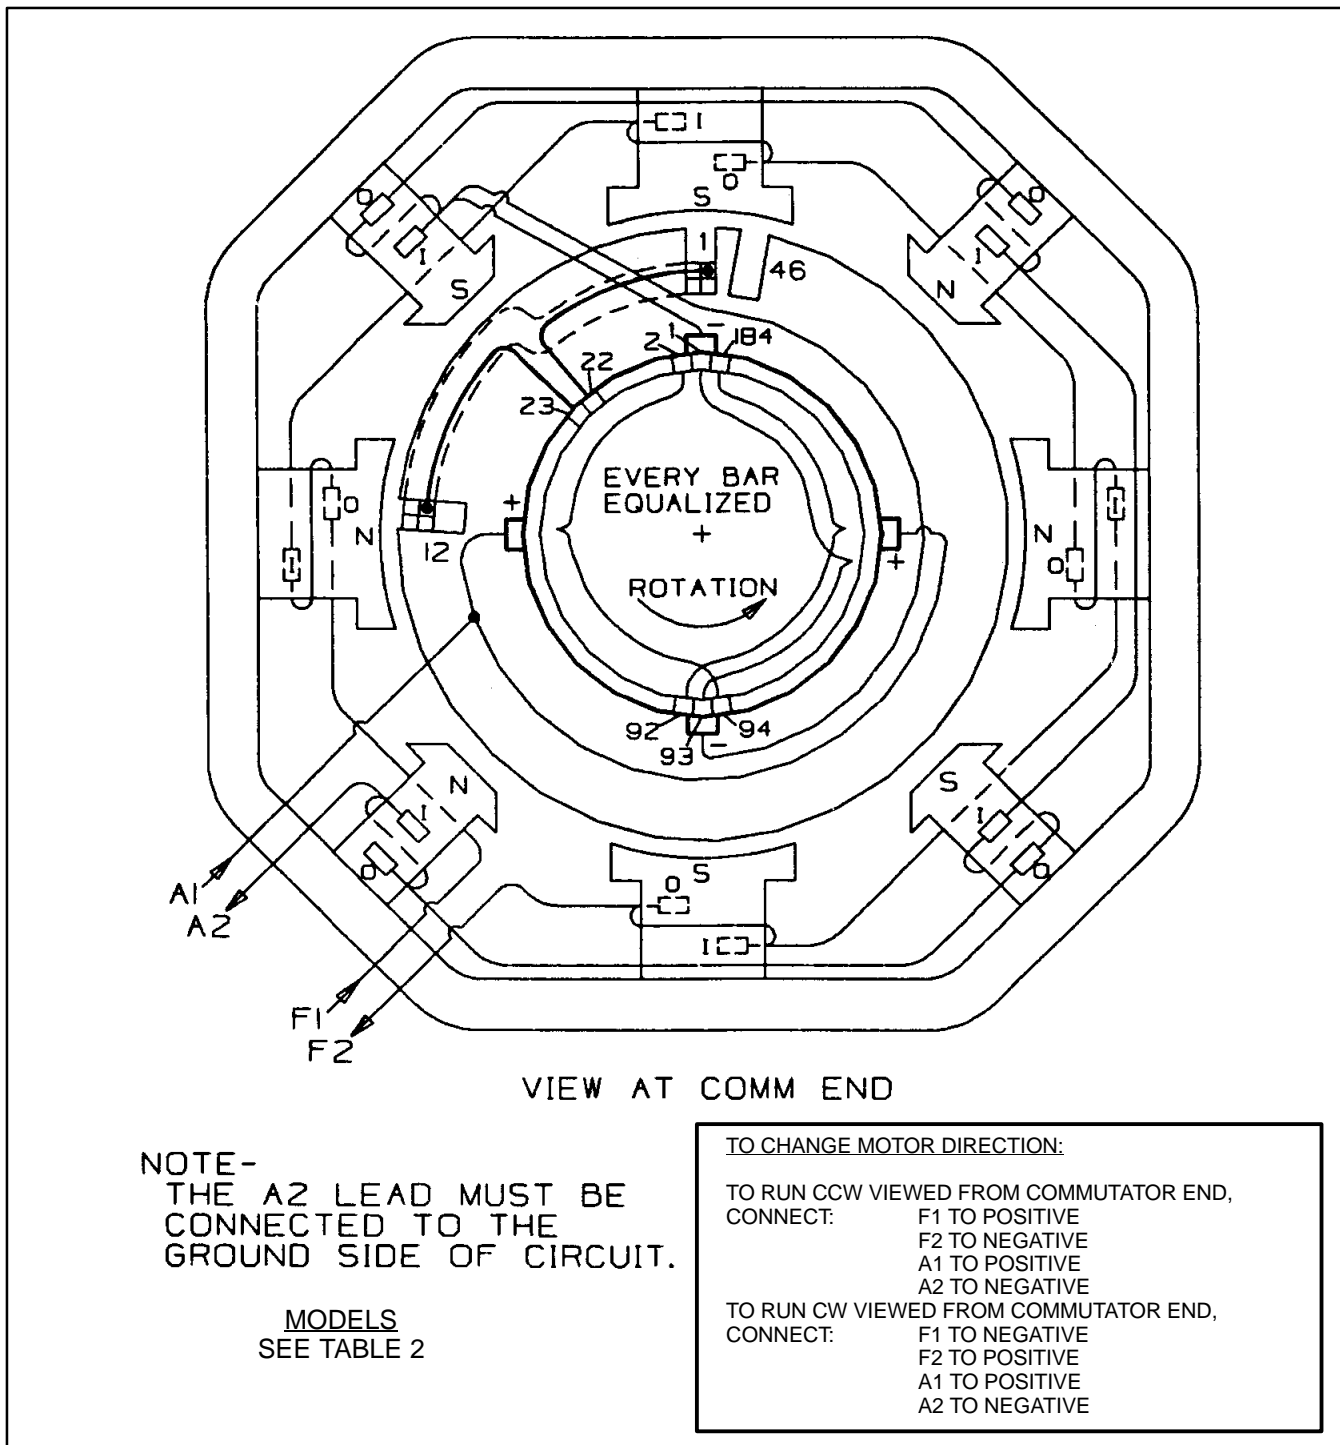 I
O
S
O
I
S
O
I
N
1
46
2
1
-
184
22
23
EVERY BAR
EQUALIZED
+
ROTATION
+
+
O
I
N
12
N
I
O
92
93
94
-
N
I
O
S
I
O
S
O
I
A1
A2
F1
F2
VIEW AT COMM END
NOTE-
THE A2 LEAD MUST BE
CONNECTED TO THE
GROUND SIDE OF CIRCUIT.
MODELS
SEE TABLE 2
TO CHANGE MOTOR DIRECTION:
TO RUN CCW VIEWED FROM COMMUTATOR END,
CONNECT: F1 TO POSITIVE
F2 TO NEGATIVE
A1 TO POSITIVE
A2 TO NEGATIVE
TO RUN CW VIEWED FROM COMMUTATOR END,
CONNECT: F1 TO NEGATIVE
F2 TO POSITIVE
A1 TO POSITIVE
A2 TO NEGATIVE